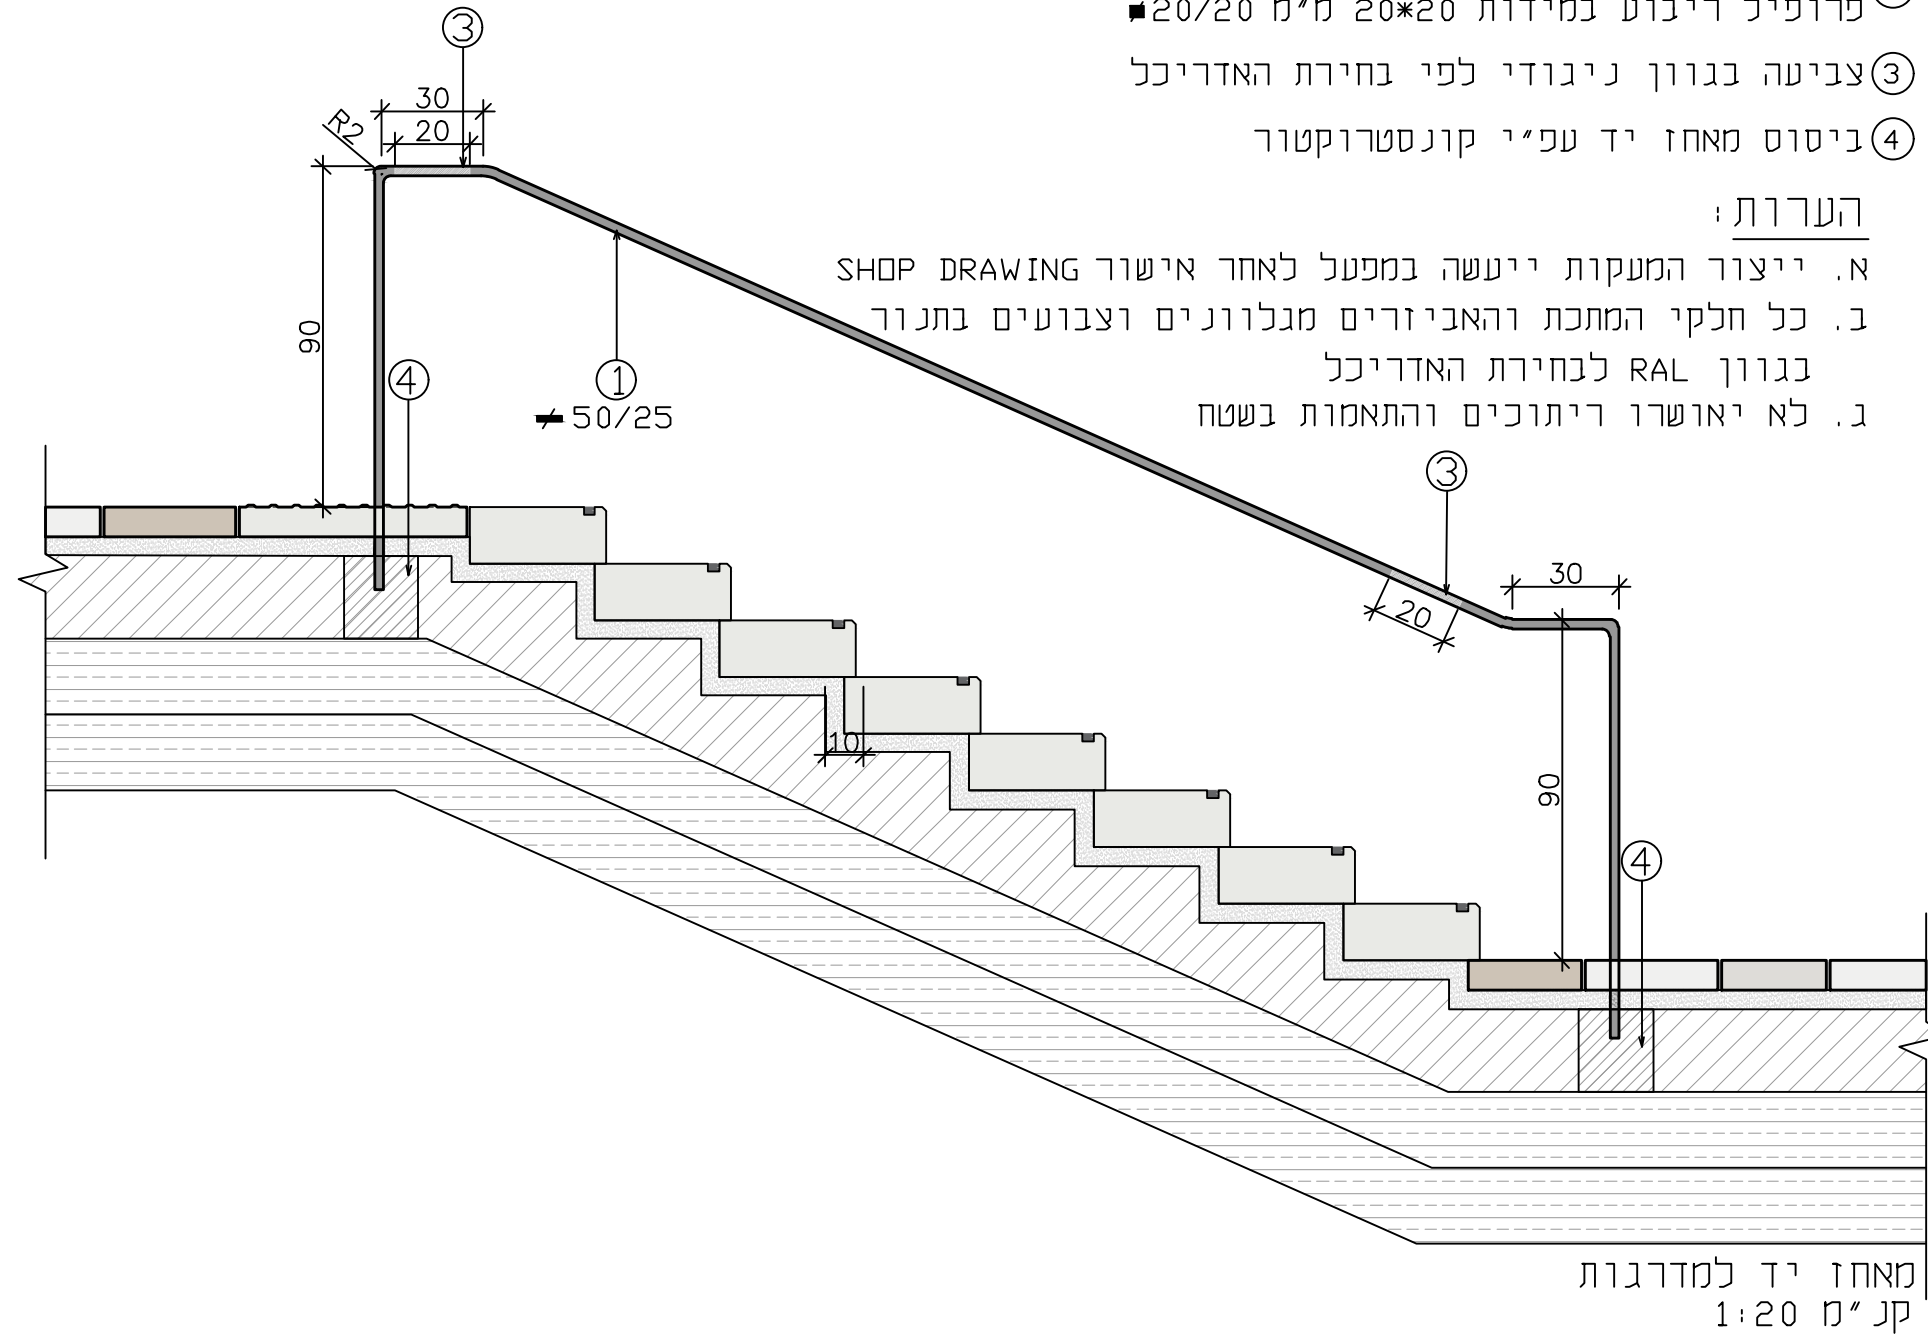 פרופיל ריבוע במידות 20*20 מ"מ 20/20
③ צביעה בגוון ניגודי לפי בחירת האדריכל
④ ביסוס מאחז יד עפ"י קונסטרוקטור
הערות:
א. ייצור המעקות ייעשה במפעל לאחר אישור SHOP DRAWING
ב. כל חלקי המתכת והאביזרים מגלוונים וצבועים בתנור
בגוון RAL לבחירת האדריכל
ג. לא יאושרו ריתוכים והתאמות בשטח
3
30
20
R2
90
4
1
50/25
3
30
20
10
90
4
מאחז יד למדרגות
קנ"מ 1:20